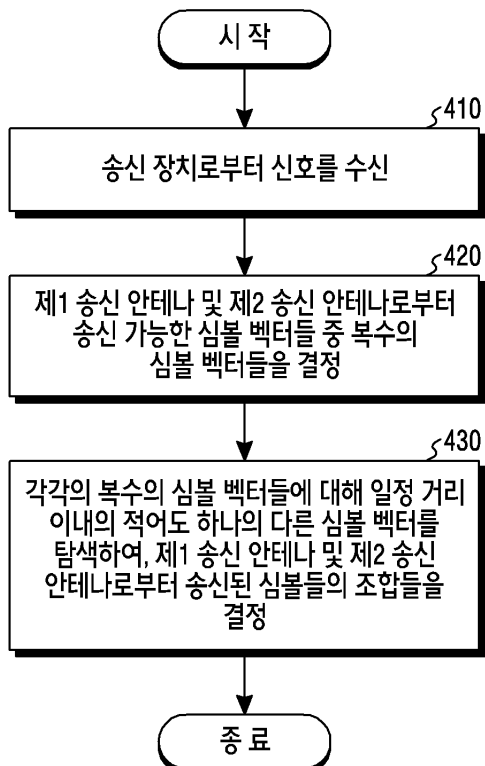 시 작
410
송신 장치로부터 신호를 수신
420
제1 송신 안테나 및 제2 송신 안테나로부터
송신 가능한 심볼 벡터들 중 복수의
심볼 벡터들을 결정
430
각각의 복수의 심볼 벡터들에 대해 일정 거리
이내의 적어도 하나의 다른 심볼 벡터를
탐색하여, 제1 송신 안테나 및 제2 송신
안테나로부터 송신된 심볼들의 조합들을
결정
종 료